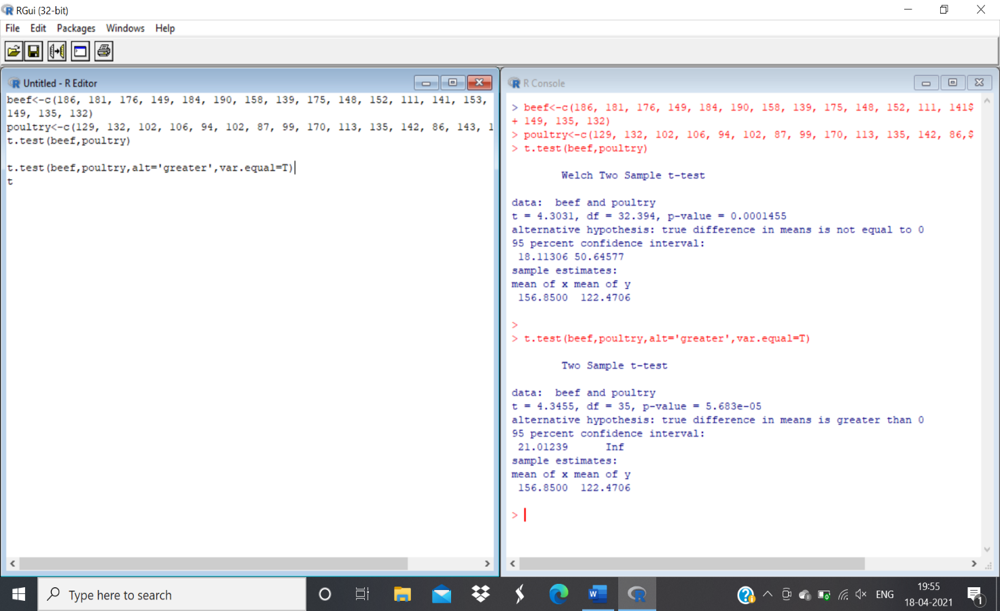 RGui (32-bit)
File Edit Packages Windows Help
Untitled - R Editor
beef<-c(186, 181, 176, 149, 184, 190, 158, 139, 175, 148, 152, 111, 141, 153,
149, 135, 132)
poultry<-c(129, 132, 102, 106, 94, 102, 87, 99, 170, 113, 135, 142, 86, 143, 1
t.test(beef,poultry)
t.test(beef,poultry,alt='greater',var.equal=T)
t
R Console
> beef<-c(186, 181, 176, 149, 184, 190, 158, 139, 175, 148, 152, 111, 141$
+ 149, 135, 132)
> poultry<-c(129, 132, 102, 106, 94, 102, 87, 99, 170, 113, 135, 142, 86,$
> t.test(beef,poultry)
Welch Two Sample t-test
data:  beef and poultry
t = 4.3031, df = 32.394, p-value = 0.0001455
alternative hypothesis: true difference in means is not equal to 0
95 percent confidence interval:
18.11306 50.64577
sample estimates:
mean of x mean of y
156.8500  122.4706
>
> t.test(beef,poultry,alt='greater',var.equal=T)
Two Sample t-test
data:  beef and poultry
t = 4.3455, df = 35, p-value = 5.683e-05
alternative hypothesis: true difference in means is greater than 0
95 percent confidence interval:
21.01239      Inf
sample estimates:
mean of x mean of y
156.8500  122.4706
>
Type here to search
ENG
19:55
18-04-2021
1